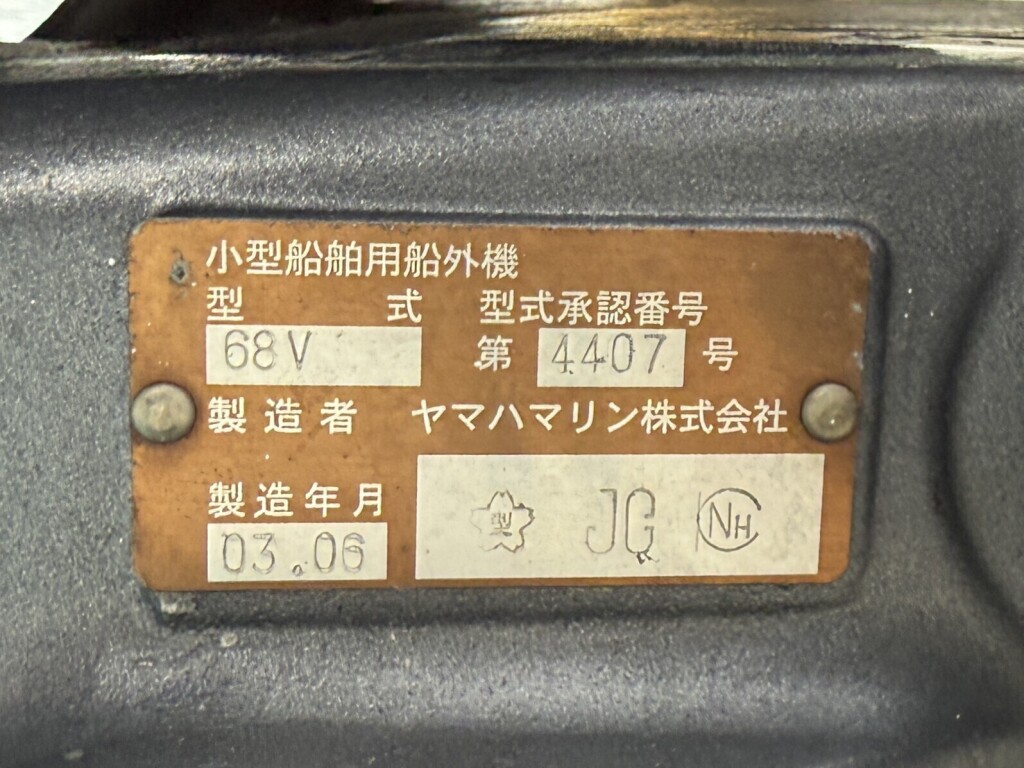 小型船舶用船外機
型 式 型式承認番号
68V 第 4407 号
製造者 ヤマハマリン株式会社
製造年月
03.06 型 JG NH